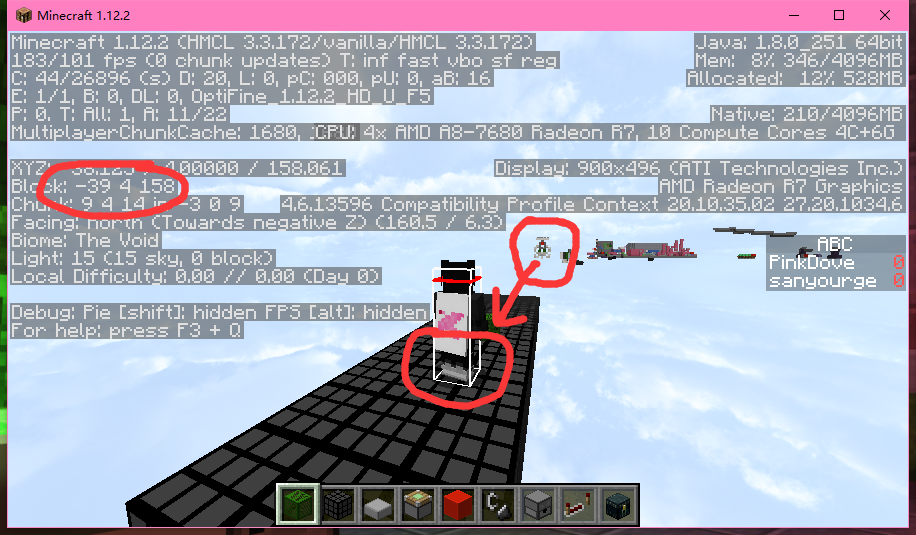 Minecraft 1.12.2
Minecraft 1.12.2 (HMCL 3.3.172/vanilla/HMCL 3.3.172)
Java: 1.8.0_251 64bit
183/101 fps (0 chunk updates) T: inf fast vbo sf reg
Mem: 8% 346/4096MB
C: 44/26896 (s) D: 20, L: 0, pC: 000, pU: 0, aB: 16
Allocated: 12% 528MB
E: 1/1, B: 0, DL: 0, OptiFine_1.12.2_HD_U_F5
P: 0. T: All: 1, A: 11/22
Native: 210/4096MB
MultiplayerChunkCache: 1680,
CPU: 4x AMD A8-7680 Radeon R7, 10 Compute Cores 4C+6G
XYZ: 4.00000 / 158.061
Display: 900x496 (ATI Technologies Inc.)
Block: -39 4 158
AMD Radeon R7 Graphics
Chunk: 9 4 14 in -3 0 9
4.6.13596 Compatibility Profile Context 20.10.35.02 27.20.1034.6
Facing: north (Towards negative Z) (160.5 / 6.3)
Biome: The Void
Light: 15 (15 sky, 0 block)
Local Difficulty: 0.00 // 0.00 (Day 0)
ABC
PinkDove 0
sanyourge 0
Debug: Pie [shift]: hidden FPS [alt]: hidden
For help: press F3 + Q